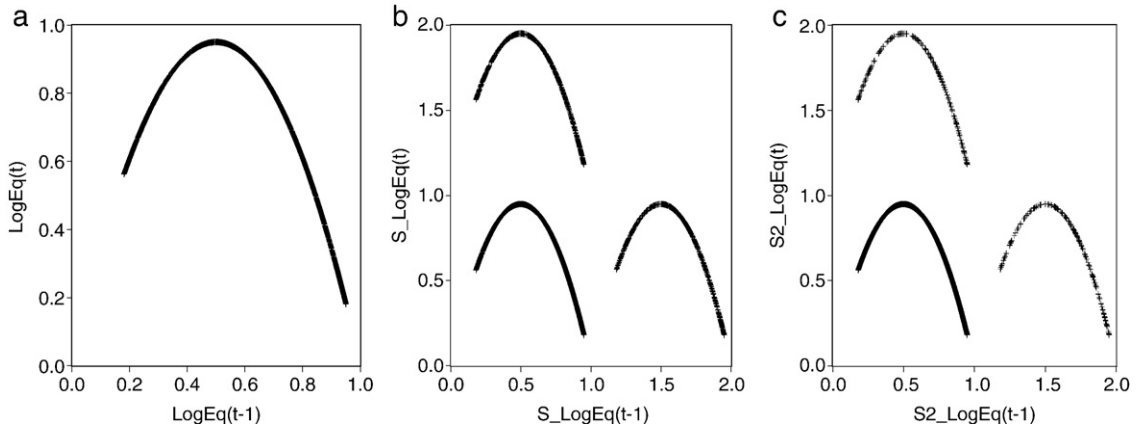 a
1.0
0.8
0.6
0.4
0.2
0.0
LogEq(t)
0.0 0.2 0.4 0.6 0.8 1.0
LogEq(t-1)
b
2.0
1.5
1.0
0.5
0.0
S_LogEq(t)
0.0 0.5 1.0 1.5 2.0
S_LogEq(t-1)
c
2.0
1.5
1.0
0.5
0.0
S2_LogEq(t)
0.0 0.5 1.0 1.5 2.0
S2_LogEq(t-1)